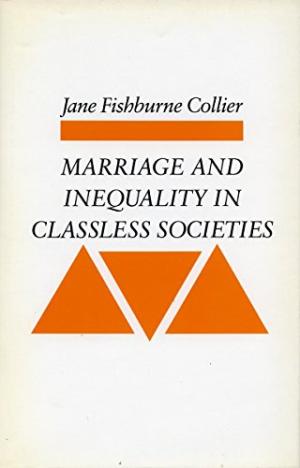 Jane Fishburne Collier
MARRIAGE AND
INEQUALITY IN
CLASSLESS SOCIETIES